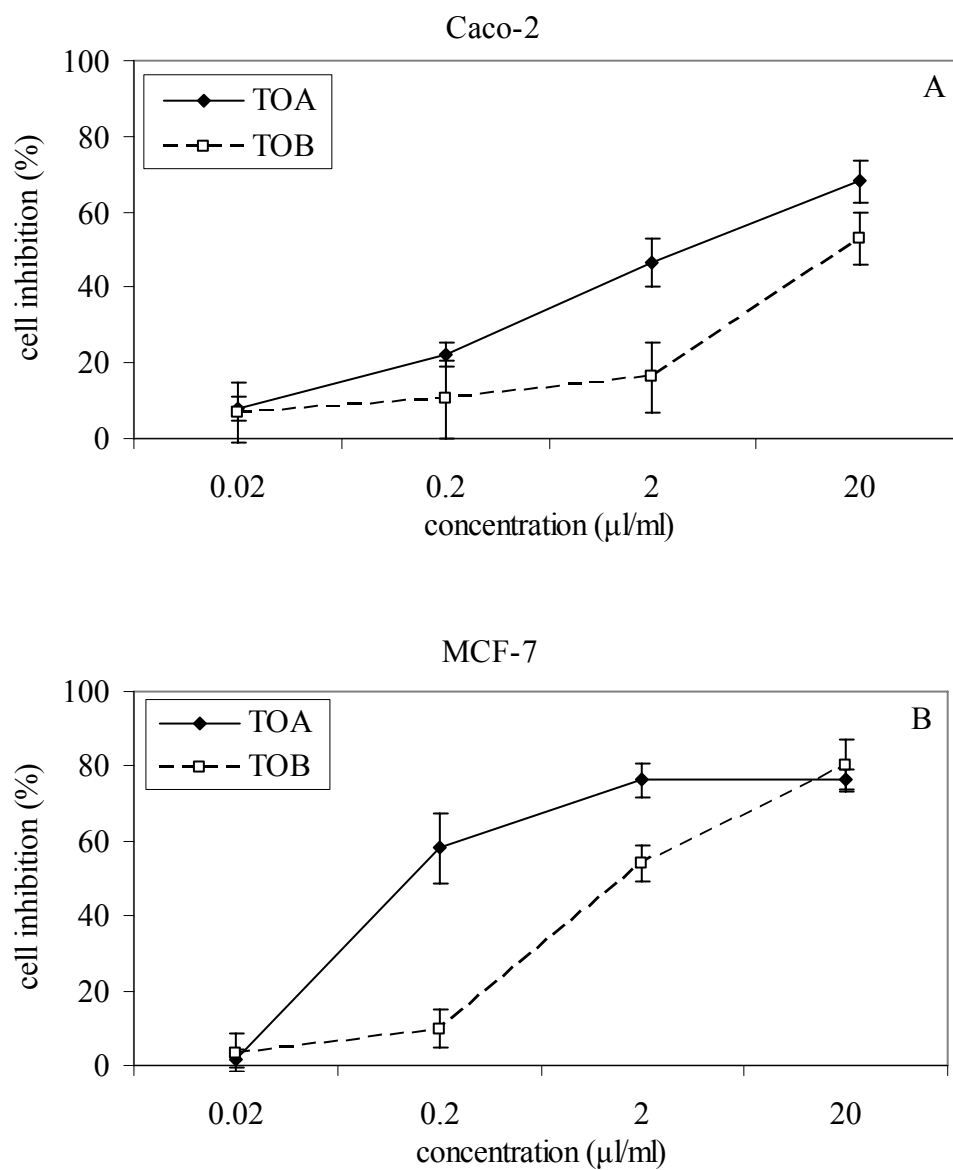 Caco-2
100
80
60
40
20
0
cell inhibition (%)
TOA
TOB
A
0.02 0.2 2 20
concentration (µl/ml)
MCF-7
100
80
60
40
20
0
cell inhibition (%)
TOA
TOB
B
0.02 0.2 2 20
concentration (µl/ml)